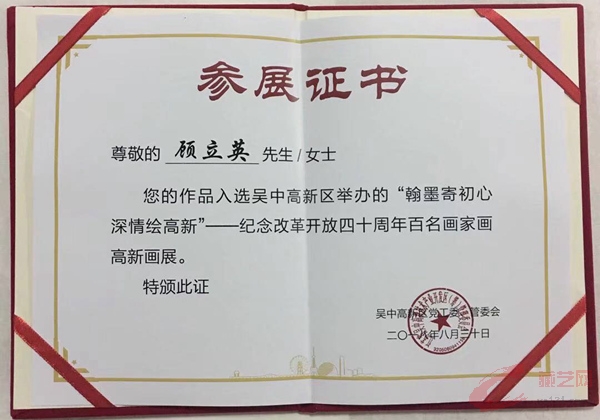 参展证书
尊敬的 顾立英 先生/女士
您的作品入选吴中高新区举办的“翰墨寄初心
深情绘高新”——纪念改革开放四十周年百名画家画
高新画展。
特颁此证
吴中高新区党工委、管委会
二〇一八年八月二十日